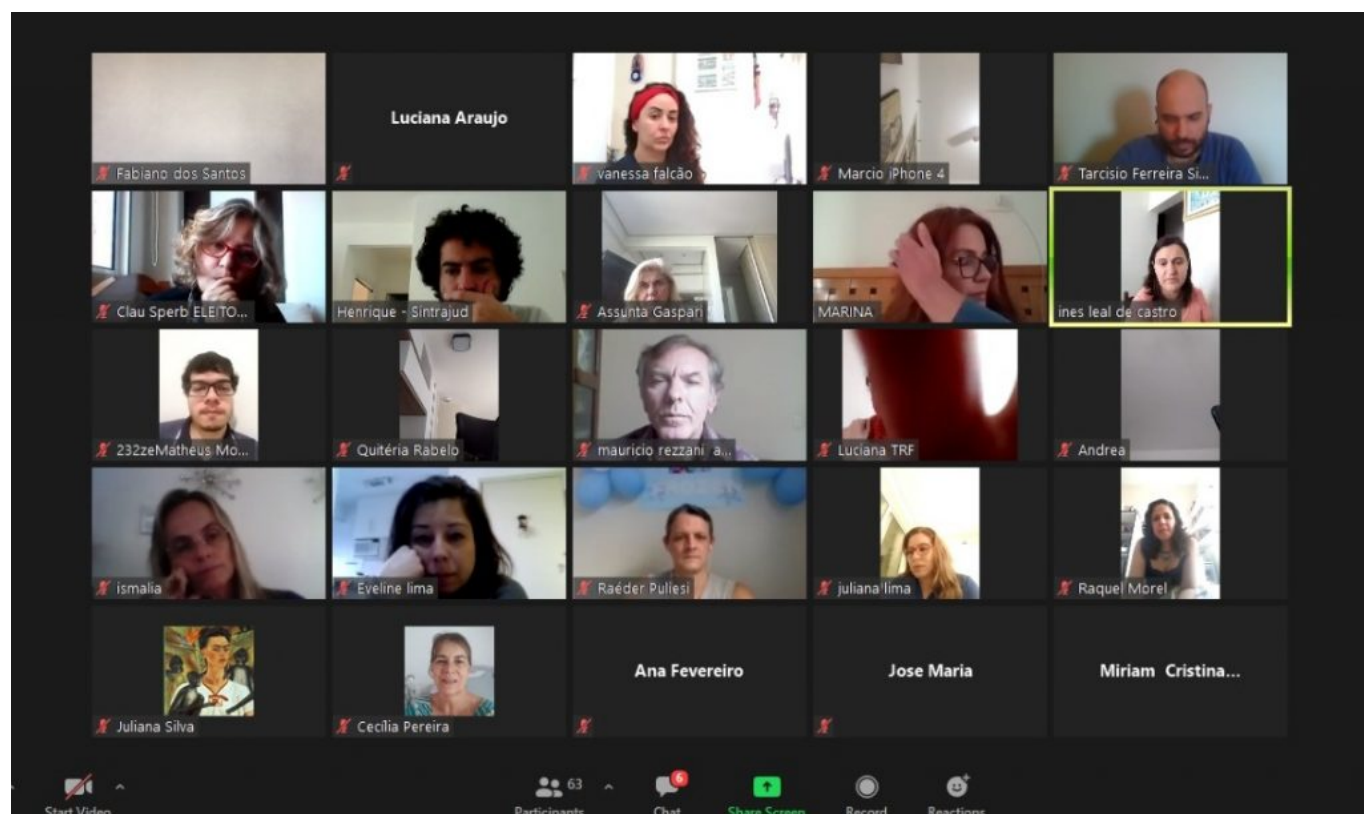 Fabiano dos Santos
Luciana Araujo
vanessa falcão
Marcio iPhone 4
Tarcisio Ferreira Si...
Clau Sperb ELEITO...
Henrique - Sintrajud
Assunta Gaspari
MARINA
ines leal de castro
232zeMatheus Mo...
Quitéria Rabelo
mauricio rezzani a...
Luciana TRF
Andrea
ismalia
Eveline lima
Raéder Puliesi
juliana lima
Raquel Morel
Juliana Silva
Cecília Pereira
Ana Fevereiro
Jose Maria
Miriam Cristina...
63
6
Start Video
Participants
Chat
Share Screen
Record
Reactions